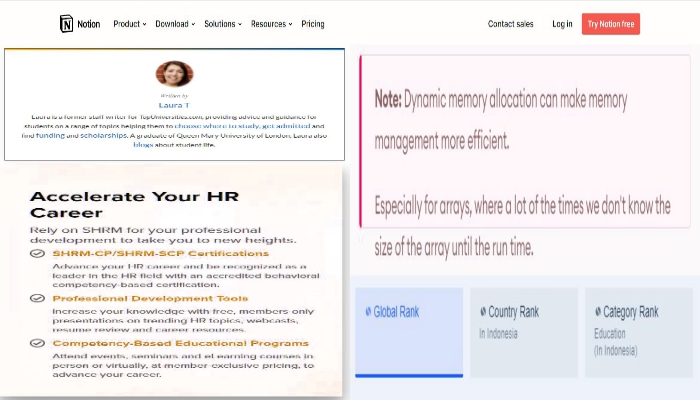 Notion Product Download Solutions Resources Pricing Contact sales Log in Try Notion free
Written by
Laura T
Laura is a former staff writer for TopUniversities.com, providing advice and guidance for
students on a range of topics helping them to choose where to study, get admitted and
find funding and scholarships. A graduate of Queen Mary University of London, Laura also
blogs about student life.
Accelerate Your HR
Career
Rely on SHRM for your professional
development to take you to new heights.
SHRM-CP/SHRM-SCP Certifications
Advance your HR career and be recognized as a
leader in the HR field with an accredited behavioral
competency-based certification.
Professional Development Tools
Increase your knowledge with free, members-only
presentations on trending HR topics, webcasts,
resume review and career resources.
Competency-Based Educational Programs
Attend events, seminars and eLearning courses in
person or virtually, at member-exclusive pricing, to
advance your career.
Note: Dynamic memory allocation can make memory
management more efficient.
Especially for arrays, where a lot of the times we don't know the
size of the array until the run time.
Global Rank
Country Rank
In Indonesia
Category Rank
Education
(In Indonesia)